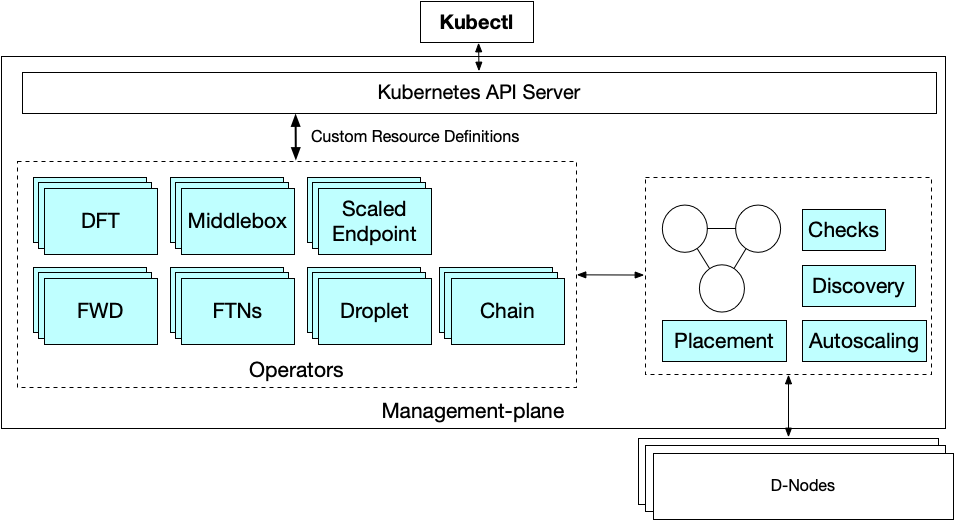 Kubectl
Kubernetes API Server
Custom Resource Definitions
DFT
Middlebox
Scaled
Endpoint
FWD
FTNs
Droplet
Chain
Operators
Checks
Discovery
Placement
Autoscaling
Management-plane
D-Nodes